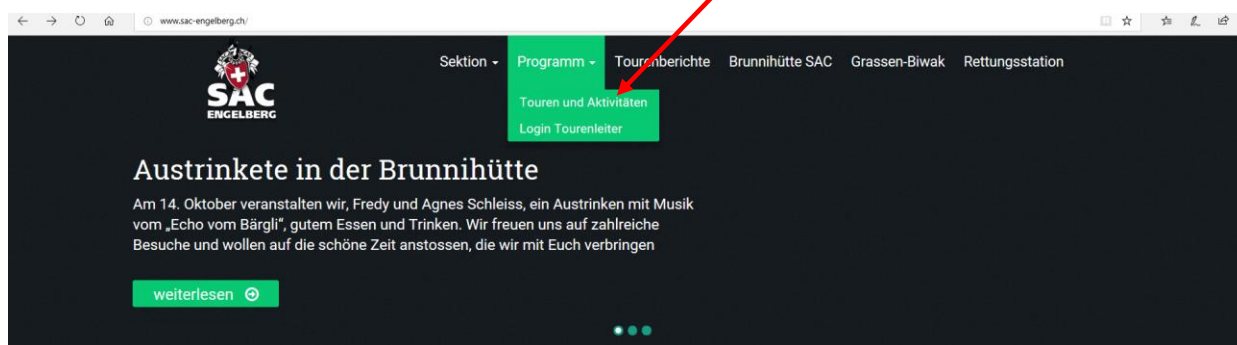 www.sac-engelberg.ch/
SAC
ENGELBERG
Sektion Programm Tourenberichte Brunnihütte SAC Grassen-Biwak Rettungsstation
Touren und Aktivitäten
Login Tourenleiter
Austrinkete in der Brunnihütte
Am 14. Oktober veranstalten wir, Fredy und Agnes Schleiss, ein Austrinken mit Musik
vom „Echo vom Bärgli“, gutem Essen und Trinken. Wir freuen uns auf zahlreiche
Besuche und wollen auf die schöne Zeit anstossen, die wir mit Euch verbringen
weiterlesen